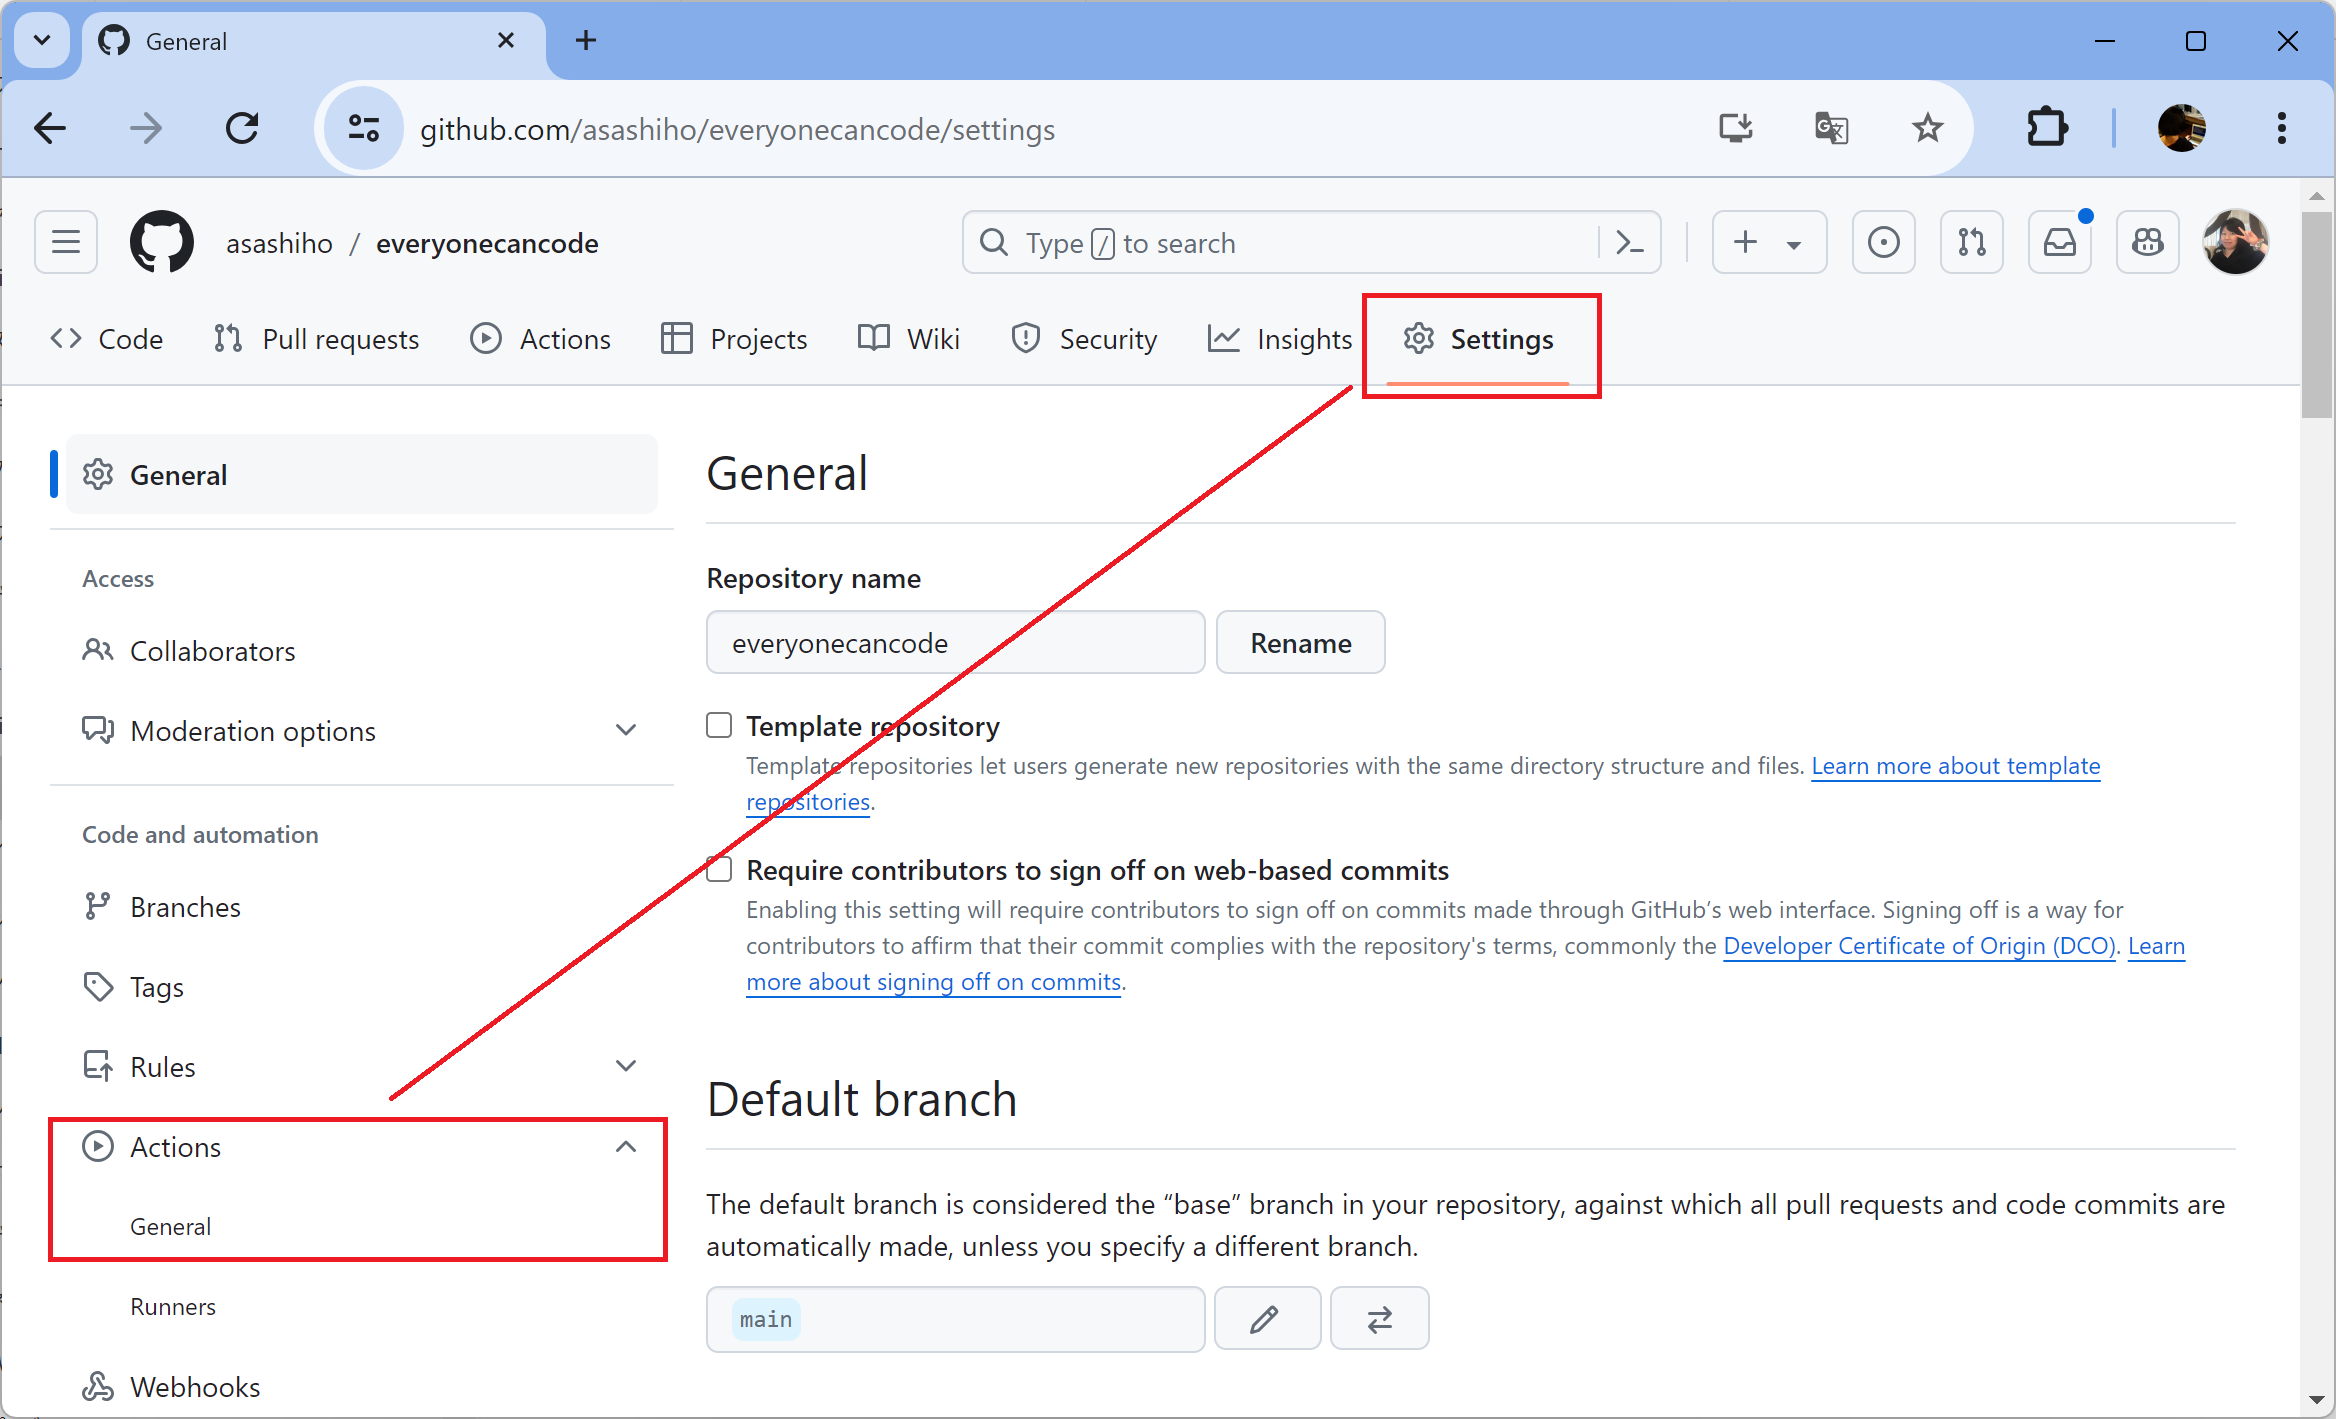 General
github.com/asashiho/everyonecancode/settings
asashiho / everyonecancode
Type / to search
Code Pull requests Actions Projects Wiki Security Insights Settings
General
Access
Collaborators
Moderation options
Code and automation
Branches
Tags
Rules
Actions
General
Runners
Webhooks
General
Repository name
everyonecancode Rename
Template repository
Template repositories let users generate new repositories with the same directory structure and files. Learn more about template
repositories.
Require contributors to sign off on web-based commits
Enabling this setting will require contributors to sign off on commits made through GitHub’s web interface. Signing off is a way for
contributors to affirm that their commit complies with the repository's terms, commonly the Developer Certificate of Origin (DCO). Learn
more about signing off on commits.
Default branch
The default branch is considered the “base” branch in your repository, against which all pull requests and code commits are
automatically made, unless you specify a different branch.
main